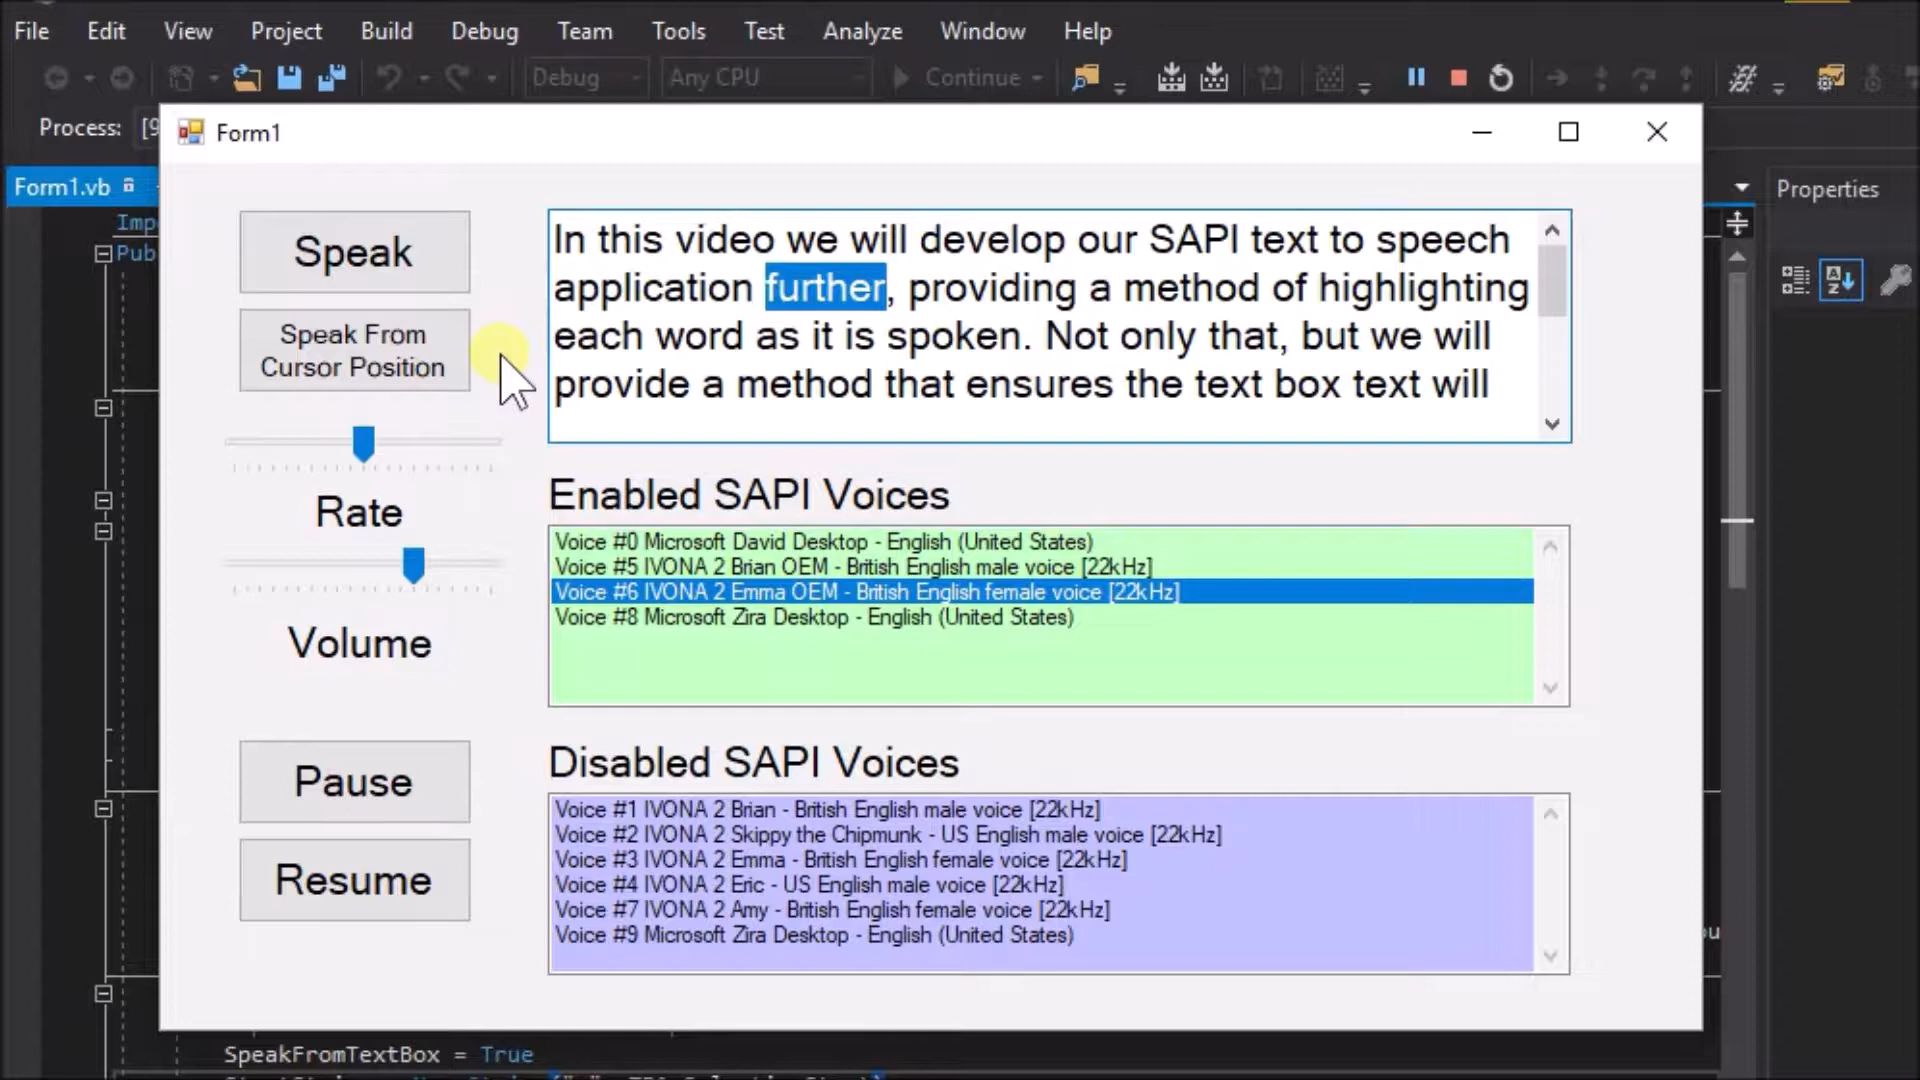 File Edit View Project Build Debug Team Tools Test Analyze Window Help
Debug Any CPU Continue
Process: [9
Form1
Form1.vb
Properties
Imp
Pub
Speak
Speak From
Cursor Position
Rate
Volume
Pause
Resume
In this video we will develop our SAPI text to speech
application further, providing a method of highlighting
each word as it is spoken. Not only that, but we will
provide a method that ensures the text box text will
Enabled SAPI Voices
Voice #0 Microsoft David Desktop - English (United States)
Voice #5 IVONA 2 Brian OEM - British English male voice [22kHz]
Voice #6 IVONA 2 Emma OEM - British English female voice [22kHz]
Voice #8 Microsoft Zira Desktop - English (United States)
Disabled SAPI Voices
Voice #1 IVONA 2 Brian - British English male voice [22kHz]
Voice #2 IVONA 2 Skippy the Chipmunk - US English male voice [22kHz]
Voice #3 IVONA 2 Emma - British English female voice [22kHz]
Voice #4 IVONA 2 Eric - US English male voice [22kHz]
Voice #7 IVONA 2 Amy - British English female voice [22kHz]
Voice #9 Microsoft Zira Desktop - English (United States)
ou
SpeakFromTextBox = True